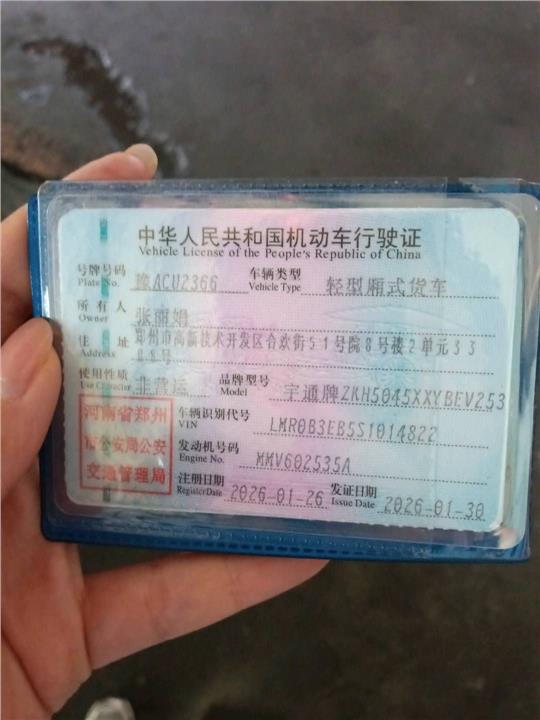 中华人民共和国机动车行驶证
Vehicle License of the People's Republic of China
号牌号码 Plate No. 豫ACU2366 车辆类型 Vehicle Type 轻型厢式货车
所有人 Owner 张丽娟
住址 Address 郑州市高新技术开发区合欢街51号院8号楼2单元33
88号
使用性质 Use Character 非营运 品牌型号 Model 宇通牌ZKH5045XXYBEV253
河南省郑州
市公安局公安
交通管理局
车辆识别代号 VIN LMR0B3EB5S1014822
发动机号码 Engine No. MMV602535A
注册日期 Register Date 2026-01-26 发证日期 Issue Date 2026-01-30